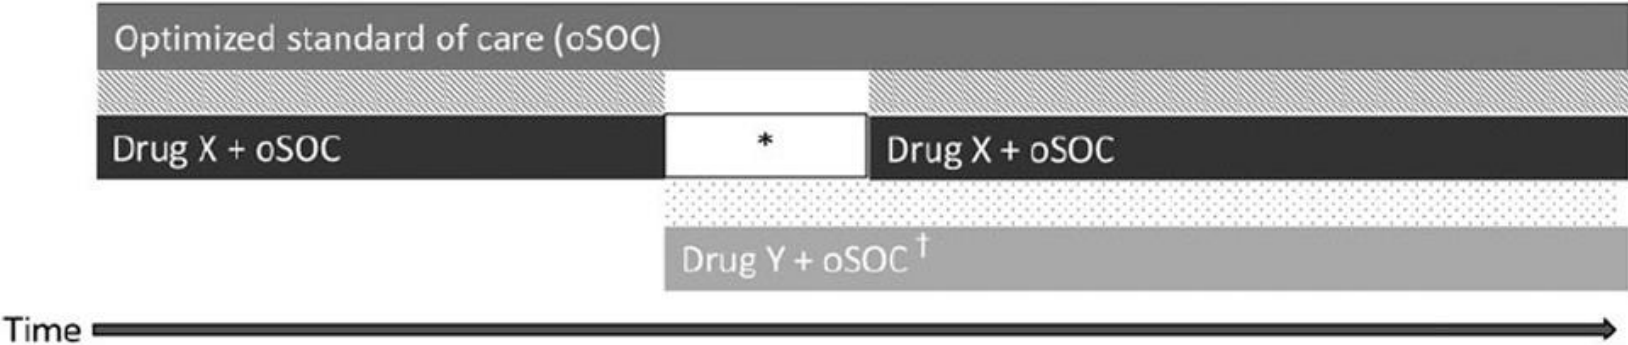 Optimized standard of care (oSOC)
*
Drug X + oSOC
Drug X + oSOC
Drug Y + oSOC †
Time